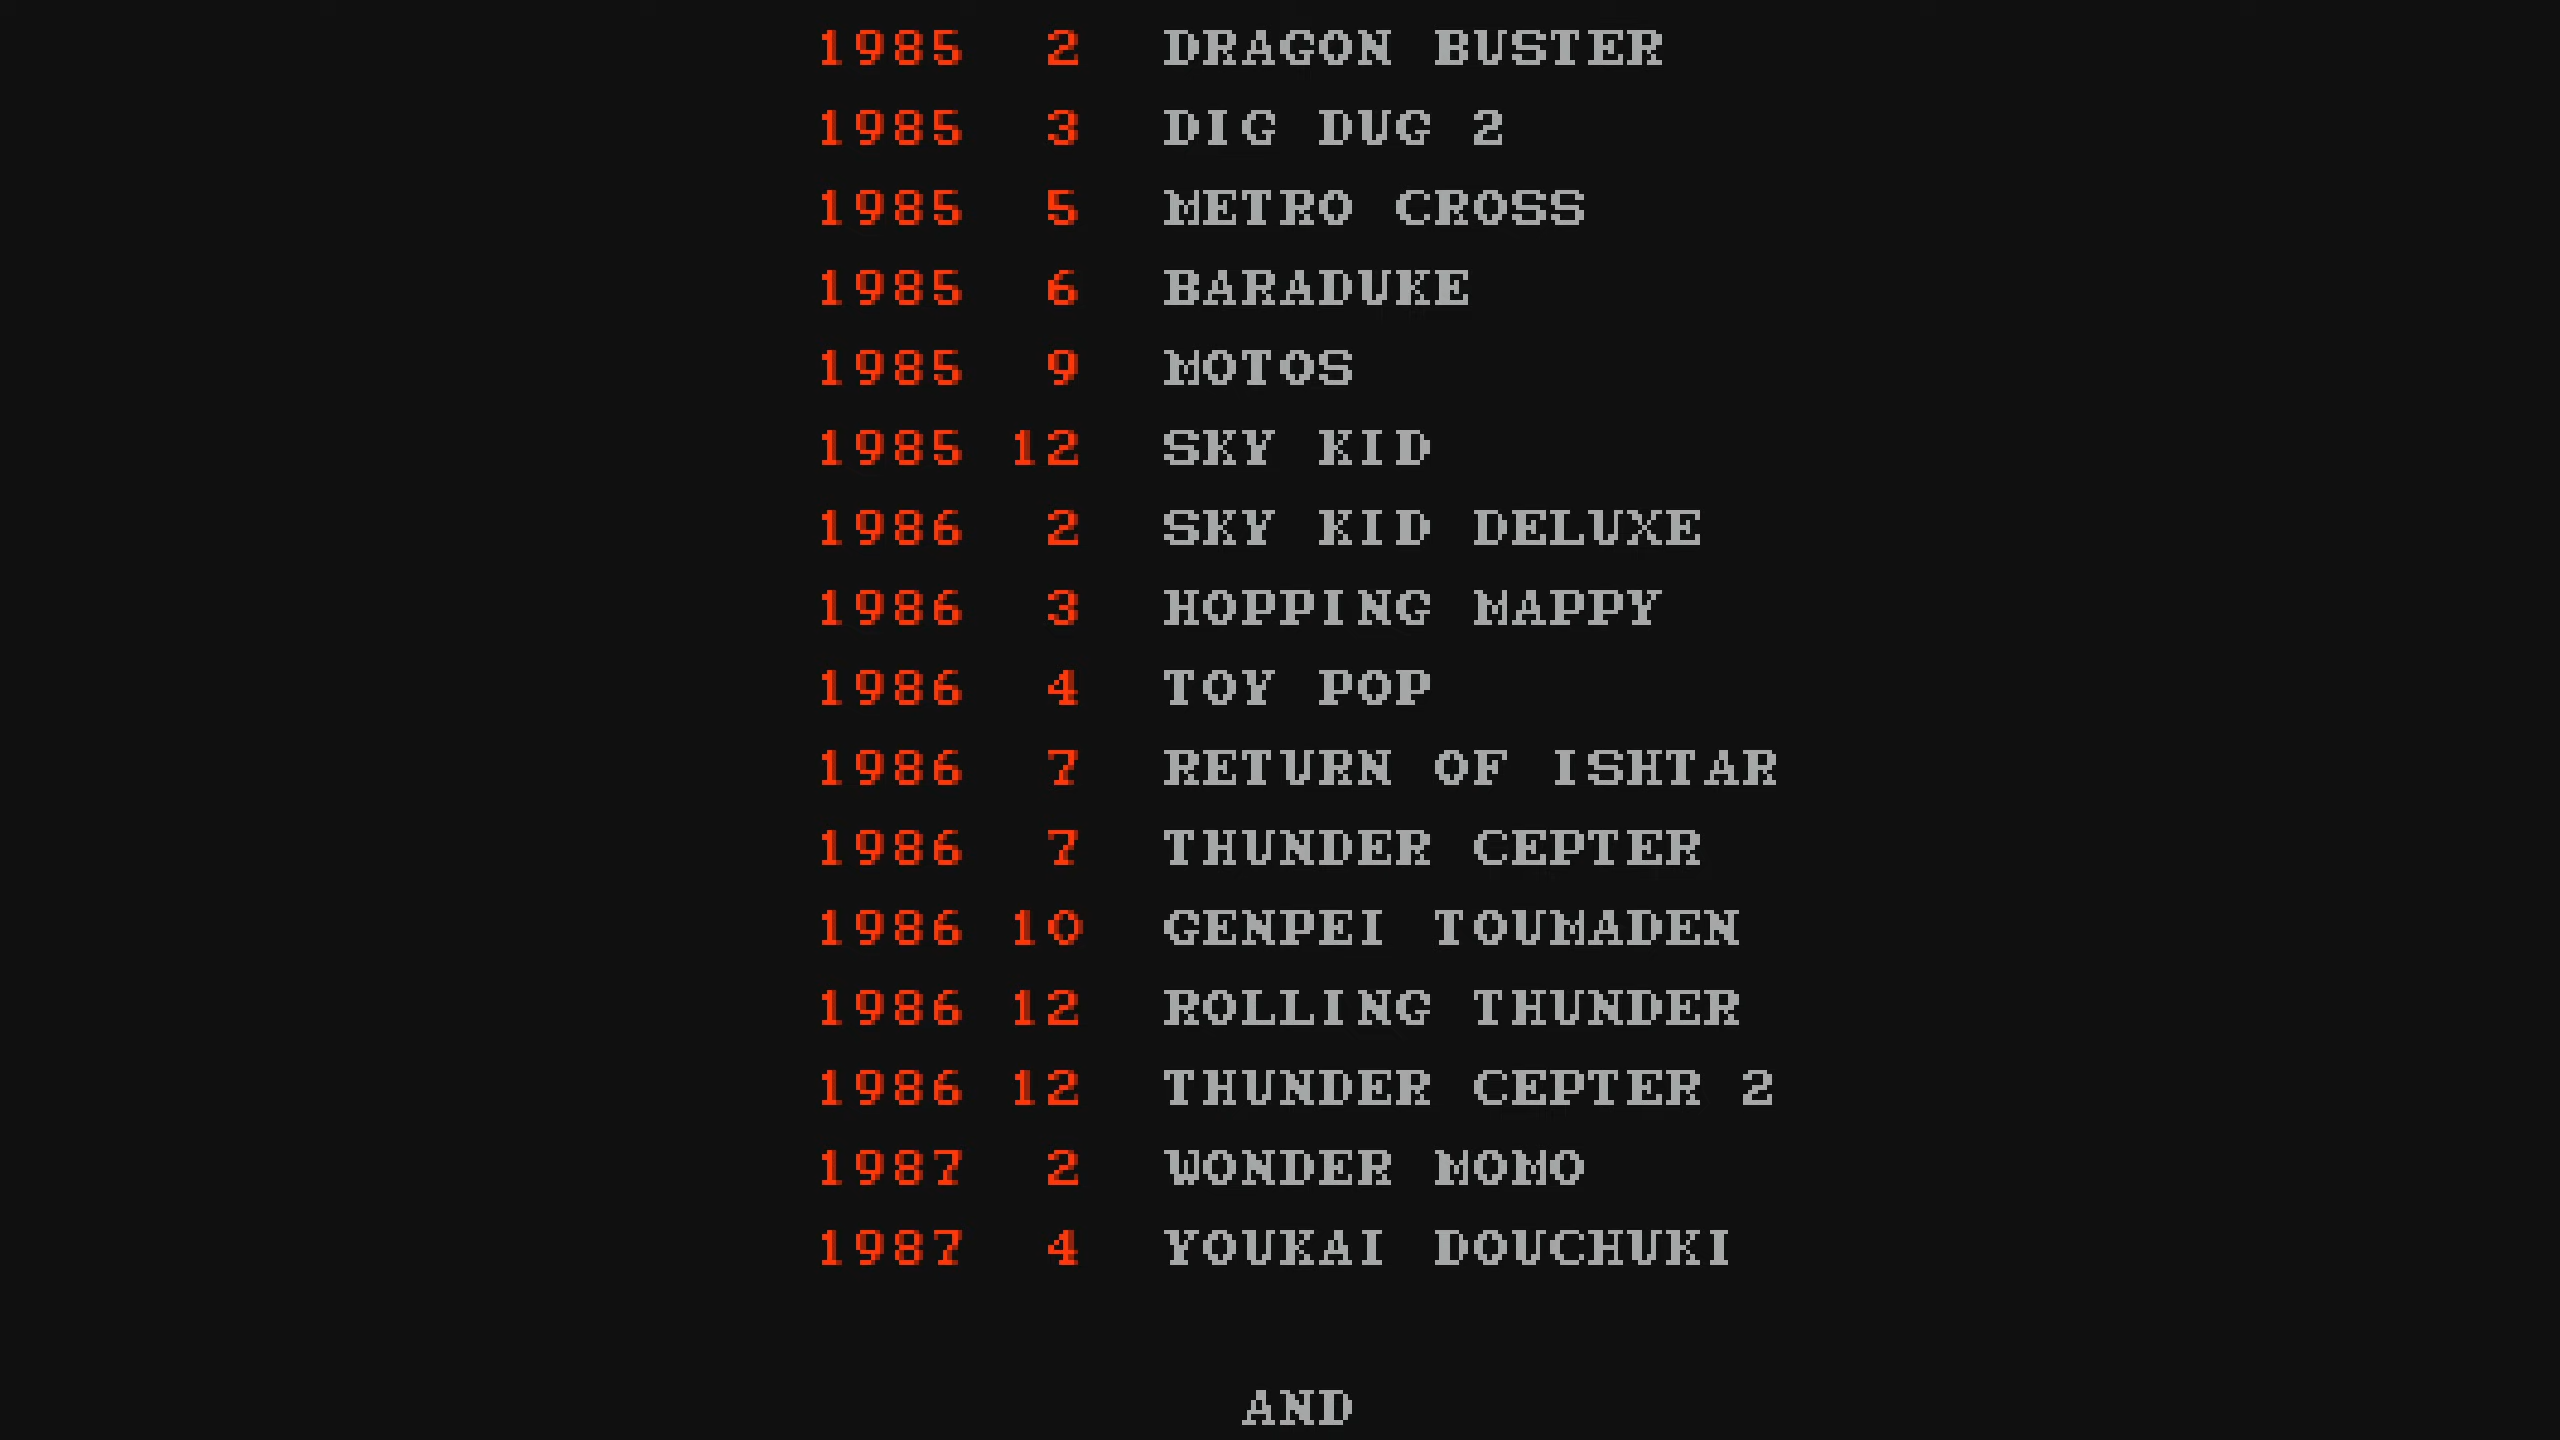 1985 2 DRAGON BUSTER
1985 3 DIG DUG 2
1985 5 METRO CROSS
1985 6 BARADUKE
1985 9 MOTOS
1985 12 SKY KID
1986 2 SKY KID DELUXE
1986 3 HOPPING MAPPY
1986 4 TOY POP
1986 7 RETURN OF ISHTAR
1986 7 THUNDER CEPTER
1986 10 GENPEI TOUMADEN
1986 12 ROLLING THUNDER
1986 12 THUNDER CEPTER 2
1987 2 WONDER MOMO
1987 4 YOUKAI DOUCHUKI
AND